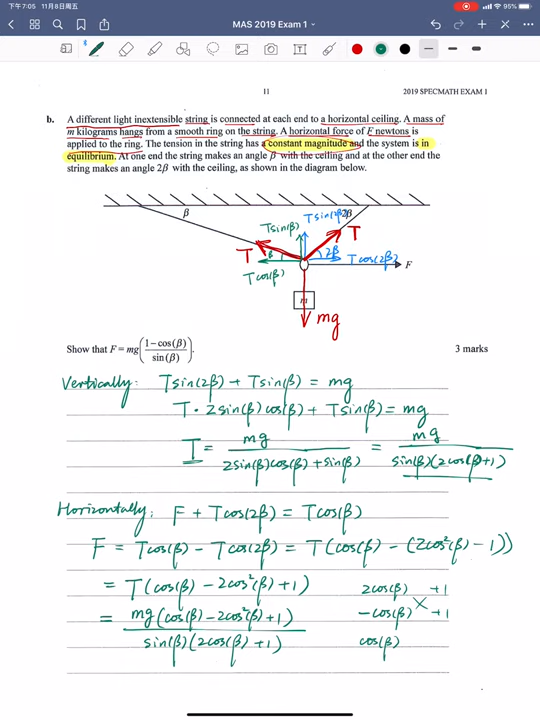 下午7:05 11月8日周五
MAS 2019 Exam 1
11
2019 SPECMATH EXAM 1
b. A different light inextensible string is connected at each end to a horizontal ceiling. A mass of
m kilograms hangs from a smooth ring on the string. A horizontal force of F newtons is
applied to the ring. The tension in the string has a constant magnitude and the system is in
equilibrium. At one end the string makes an angle β with the ceiling and at the other end the
string makes an angle 2β with the ceiling, as shown in the diagram below.
β
2β
Tsin(β)
Tsin(2β)
T
T
β
2β
Tcos(β)
Tcos(2β)
F
m
mg
Show that F = mg((1 − cos(β))/sin(β)).
3 marks
Vertically: Tsin(2β) + Tsin(β) = mg
T · 2sin(β)cos(β) + Tsin(β) = mg
T = mg/(2sin(β)cos(β) + sin(β)) = mg/(sin(β)(2cos(β)+1))
Horizontally: F + Tcos(2β) = Tcos(β)
F = Tcos(β) − Tcos(2β) = T(cos(β) − (2cos²(β) − 1))
= T(cos(β) − 2cos²(β) + 1)
2cos(β) +1
= mg(cos(β) − 2cos²(β) + 1)/(sin(β)(2cos(β) + 1))
−cos(β) +1
cos(β)